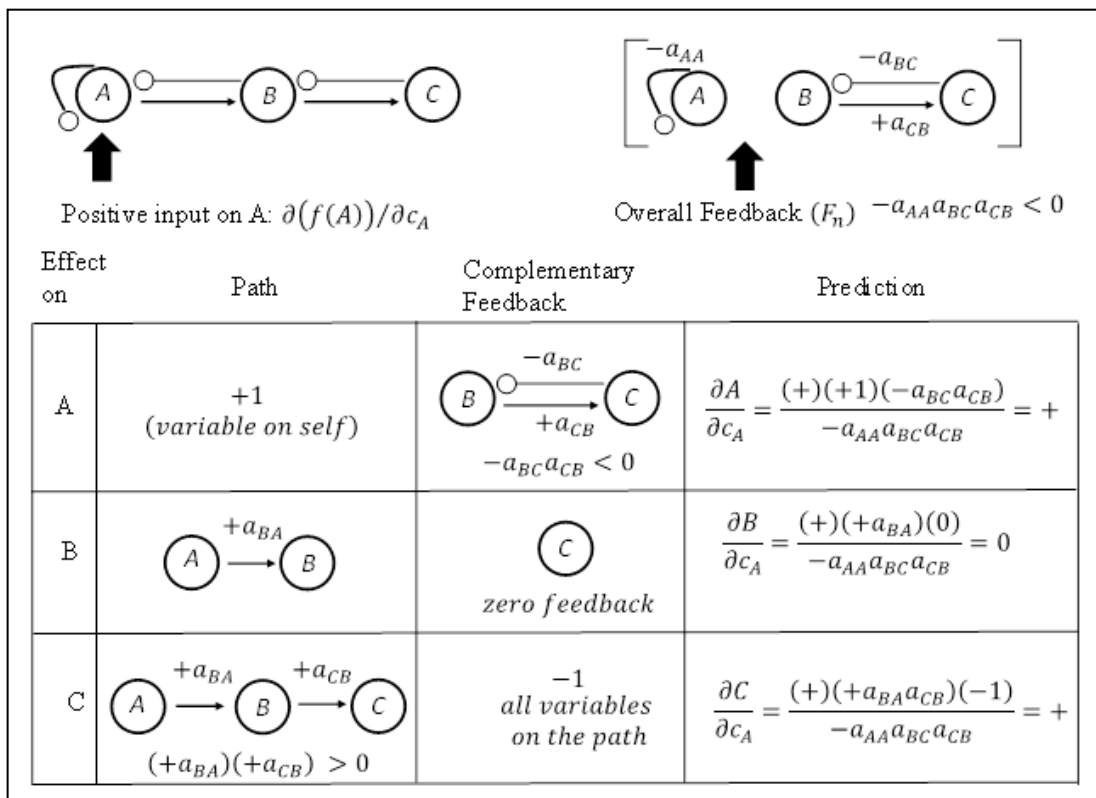 A B C
Positive input on A: ∂(f(A))/∂c_A
−a_AA −a_BC
A B C
+a_CB
Overall Feedback (F_n) −a_AA a_BC a_CB < 0
Effect on Path Complementary Feedback Prediction
A
+1
(variable on self)
−a_BC
B C
+a_CB
−a_BC a_CB < 0
∂A/∂c_A = (+)(+1)(−a_BC a_CB)/−a_AA a_BC a_CB = +
B
+a_BA
A B
C
zero feedback
∂B/∂c_A = (+)(+a_BA)(0)/−a_AA a_BC a_CB = 0
C
+a_BA +a_CB
A B C
(+a_BA)(+a_CB) > 0
−1
all variables
on the path
∂C/∂c_A = (+)(+a_BA a_CB)(−1)/−a_AA a_BC a_CB = +